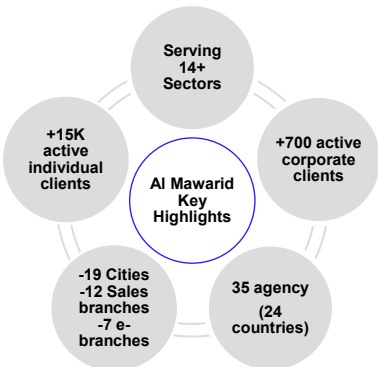 Serving
14+
Sectors
+15K
active
individual
clients
+700 active
corporate
clients
Al Mawarid
Key
Highlights
-19 Cities
-12 Sales
branches
-7 e-
branches
35 agency
(24
countries)